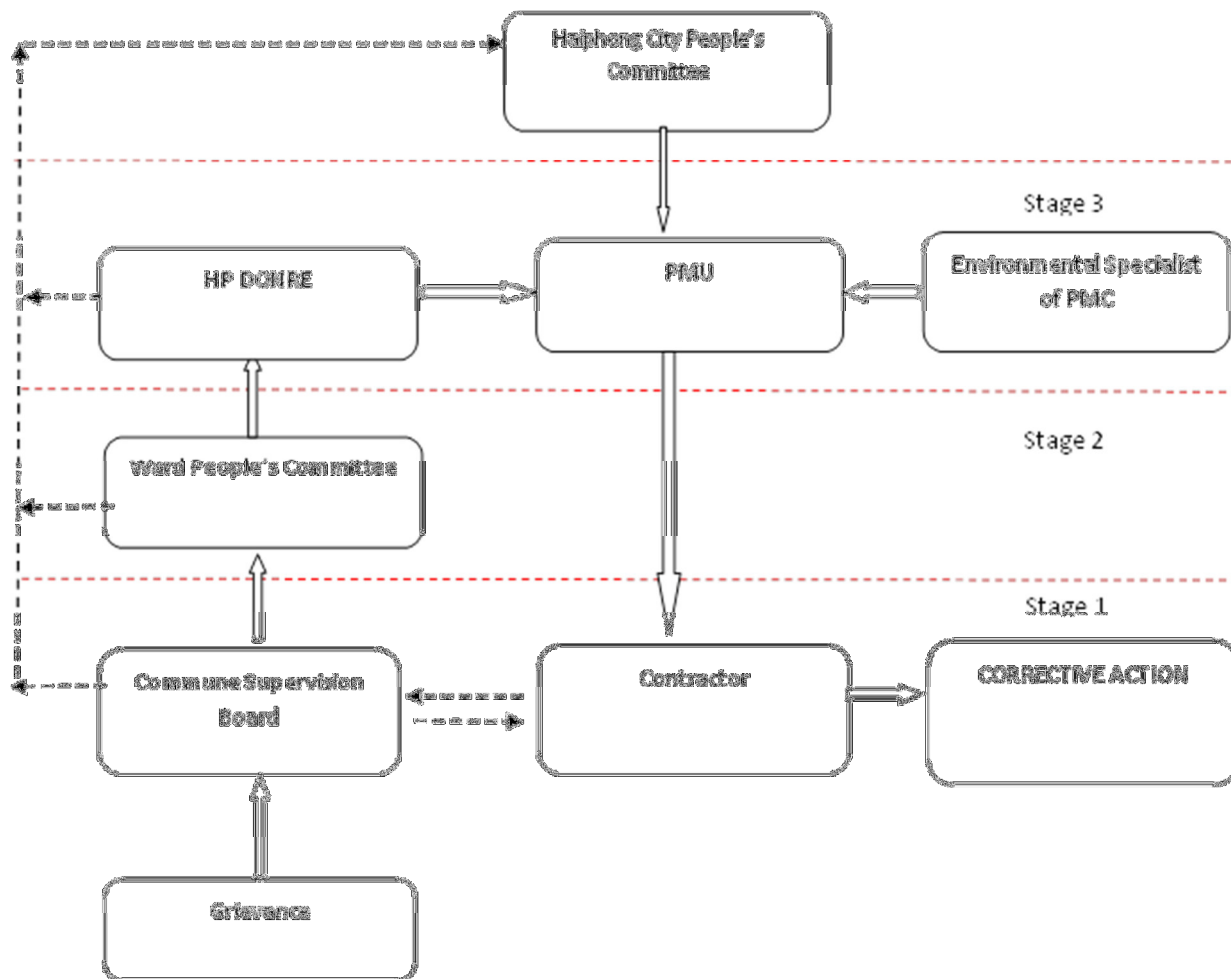 Haiphong City People's
Committee
Stage 3
HP DONRE
PMU
Environmental Specialist
of PMC
Stage 2
Ward People's Committee
Stage 1
Commune Supervision
Board
Contractor
CORRECTIVE ACTION
Grievance